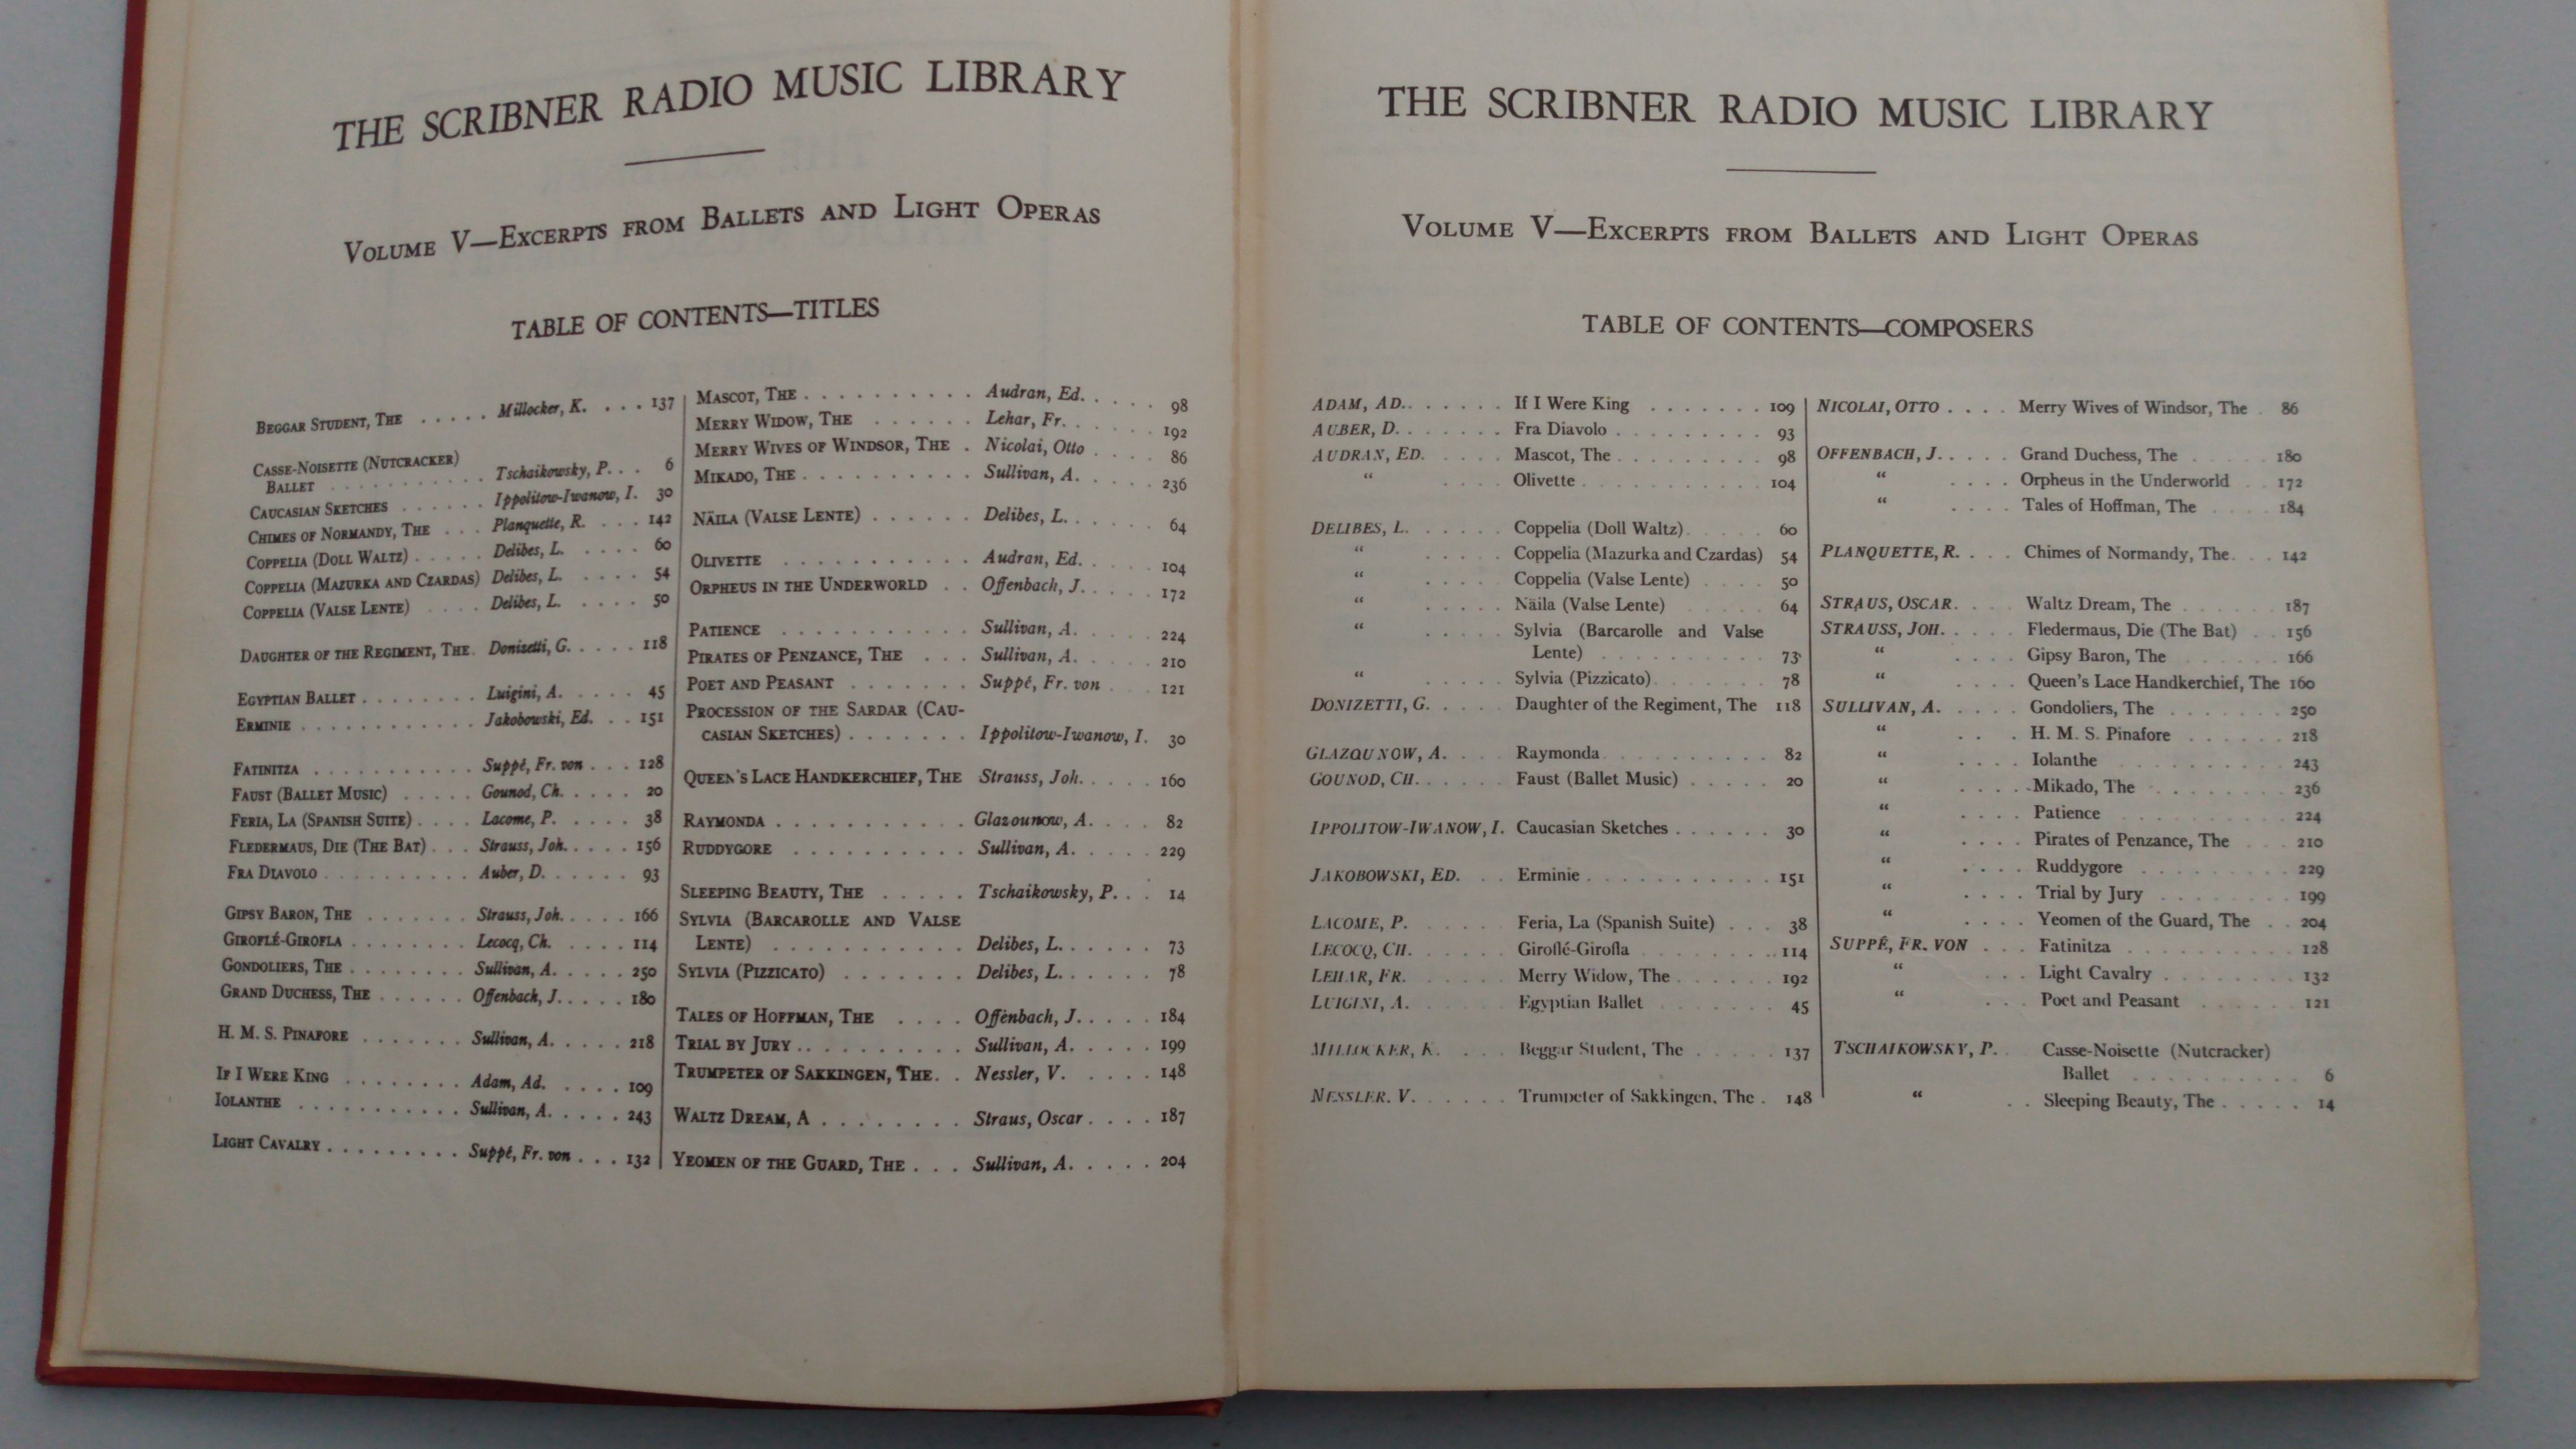 THE SCRIBNER RADIO MUSIC LIBRARY
VOLUME V—EXCERPTS FROM BALLETS AND LIGHT OPERAS
TABLE OF CONTENTS—TITLES
BEGGAR STUDENT, THE . . . . . Millocker, K. . . . . 137
CASSE-NOISETTE (NUTCRACKER)
BALLET . . . . . . . . . . . Tschaikowsky, P. . . 6
CAUCASIAN SKETCHES . . . . . . Ippolitow-Iwanow, I. 30
CHIMES OF NORMANDY, THE . . . Planquette, R. . . . 142
COPPELIA (DOLL WALTZ) . . . . . Delibes, L. . . . . 60
COPPELIA (MAZURKA AND CZARDAS) Delibes, L. . . . . 54
COPPELIA (VALSE LENTE) . . . . Delibes, L. . . . . 50
DAUGHTER OF THE REGIMENT, THE. Donizetti, G. . . . . 118
EGYPTIAN BALLET . . . . . . . . Luigini, A. . . . . 45
ERMINIE . . . . . . . . . . . Jakobowski, Ed. . . 151
FATINITZA . . . . . . . . . . . Suppé, Fr. von . . . 128
FAUST (BALLET MUSIC) . . . . . Gounod, Ch. . . . . 20
FERIA, LA (SPANISH SUITE) . . . . Lacome, P. . . . . 38
FLEDERMAUS, DIE (THE BAT) . . . Strauss, Joh. . . . . 156
FRA DIAVOLO . . . . . . . . . . Auber, D. . . . . . 93
GIPSY BARON, THE . . . . . . . Strauss, Joh. . . . . 166
GIROFLÉ-GIROFLA . . . . . . . . Lecocq, Ch. . . . . 114
GONDOLIERS, THE . . . . . . . . Sullivan, A. . . . . 250
GRAND DUCHESS, THE . . . . . . Offenbach, J. . . . . 180
H. M. S. PINAFORE . . . . . . . Sullivan, A. . . . . 218
IF I WERE KING . . . . . . . . Adam, Ad. . . . . 109
IOLANTHE . . . . . . . . . . . Sullivan, A. . . . . 243
LIGHT CAVALRY . . . . . . . . . Suppé, Fr. von . . . 132
MASCOT, THE . . . . . . . . . . Audran, Ed. . . . . 98
MERRY WIDOW, THE . . . . . . Lehar, Fr. . . . . . 192
MERRY WIVES OF WINDSOR, THE . Nicolai, Otto . . . . 86
MIKADO, THE . . . . . . . . . . Sullivan, A. . . . . 236
NÄILA (VALSE LENTE) . . . . . . Delibes, L. . . . . . 64
OLIVETTE . . . . . . . . . . . Audran, Ed. . . . . 104
ORPHEUS IN THE UNDERWORLD . . Offenbach, J. . . . . 172
PATIENCE . . . . . . . . . . . Sullivan, A. . . . . 224
PIRATES OF PENZANCE, THE . . . Sullivan, A. . . . . 210
POET AND PEASANT . . . . . . . Suppé, Fr. von . . . 121
PROCESSION OF THE SARDAR (CAU-
CASIAN SKETCHES) . . . . . . . Ippolitow-Iwanow, I. 30
QUEEN'S LACE HANDKERCHIEF, THE Strauss, Joh. . . . . 160
RAYMONDA . . . . . . . . . . . Glazounow, A. . . . 82
RUDDYGORE . . . . . . . . . . Sullivan, A. . . . . 229
SLEEPING BEAUTY, THE . . . . . Tschaikowsky, P. . . 14
SYLVIA (BARCAROLLE AND VALSE
LENTE) . . . . . . . . . . . Delibes, L. . . . . . 73
SYLVIA (PIZZICATO) . . . . . . . Delibes, L. . . . . . 78
TALES OF HOFFMAN, THE . . . . Offenbach, J. . . . . 184
TRIAL BY JURY . . . . . . . . . . Sullivan, A. . . . . 199
TRUMPETER OF SAKKINGEN, THE. . Nessler, V. . . . . 148
WALTZ DREAM, A . . . . . . . . Straus, Oscar . . . . 187
YEOMEN OF THE GUARD, THE . . . Sullivan, A. . . . . 204
THE SCRIBNER RADIO MUSIC LIBRARY
VOLUME V—EXCERPTS FROM BALLETS AND LIGHT OPERAS
TABLE OF CONTENTS—COMPOSERS
ADAM, AD. . . . . . . If I Were King . . . . . . . 109
AUBER, D. . . . . . . Fra Diavolo . . . . . . . . . 93
AUDRAN, ED. . . . . Mascot, The . . . . . . . . . 98
“ . . . . Olivette . . . . . . . . . . . 104
DELIBES, L. . . . . . Coppelia (Doll Waltz) . . . . 60
“ . . . . . Coppelia (Mazurka and Czardas) 54
“ . . . . . Coppelia (Valse Lente) . . . . 50
“ . . . . . Näila (Valse Lente) . . . . . 64
“ . . . . . Sylvia (Barcarolle and Valse
Lente) . . . . . . . . . . 73
“ . . . . . Sylvia (Pizzicato) . . . . . . 78
DONIZETTI, G. . . . . Daughter of the Regiment, The 118
GLAZOUNOW, A. . . . Raymonda . . . . . . . . . . 82
GOUNOD, CH. . . . . . Faust (Ballet Music) . . . . . 20
IPPOLITOW-IWANOW, I. Caucasian Sketches . . . . . . 30
JAKOBOWSKI, ED. . . Erminie . . . . . . . . . . . 151
LACOME, P. . . . . . Feria, La (Spanish Suite) . . . 38
LECOCQ, CH. . . . . . Giroflé-Girofla . . . . . . . . 114
LEHAR, FR. . . . . . Merry Widow, The . . . . . . 192
LUIGINI, A. . . . . . Egyptian Ballet . . . . . . . 45
MILLOCKER, K. . . . Beggar Student, The . . . . . 137
NESSLER, V. . . . . . Trumpeter of Sakkingen, The . 148
NICOLAI, OTTO . . . . Merry Wives of Windsor, The . 86
OFFENBACH, J. . . . . Grand Duchess, The . . . . 180
“ . . . . Orpheus in the Underworld . . 172
“ . . . . Tales of Hoffman, The . . . . 184
PLANQUETTE, R. . . . Chimes of Normandy, The. . . 142
STRAUS, OSCAR. . . . Waltz Dream, The . . . . . . 187
STRAUSS, JOH. . . . . Fledermaus, Die (The Bat) . . 156
“ . . . . Gipsy Baron, The . . . . . . 166
“ . . . . Queen's Lace Handkerchief, The 160
SULLIVAN, A. . . . . Gondoliers, The . . . . . . . 250
“ . . . H. M. S. Pinafore . . . . . . 218
“ . . . . Iolanthe . . . . . . . . . . 243
“ . . . . Mikado, The . . . . . . . . 236
“ . . . . Patience . . . . . . . . . . 224
“ . . . . Pirates of Penzance, The . . . 210
“ . . . . Ruddygore . . . . . . . . . 229
“ . . . . Trial by Jury . . . . . . . . 199
“ . . . . Yeomen of the Guard, The . . 204
SUPPÉ, FR. VON . . . Fatinitza . . . . . . . . . . 128
“ . . . Light Cavalry . . . . . . . . 132
“ . . . Poet and Peasant . . . . . . 121
TSCHAIKOWSKY, P. . Casse-Noisette (Nutcracker)
Ballet . . . . . . . . . . 6
“ . . Sleeping Beauty, The . . . . . 14